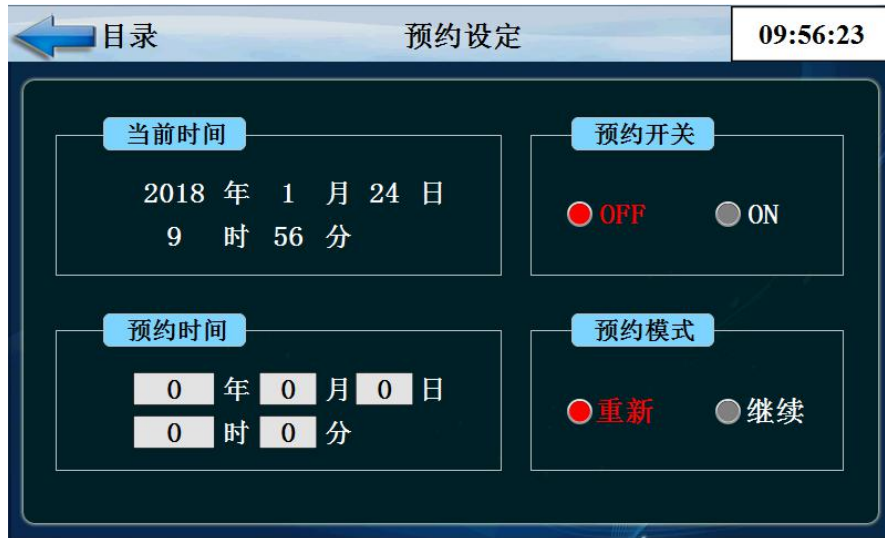 目录 预约设定 09:56:23
当前时间
2018 年 1 月 24 日
9 时 56 分
预约开关
OFF ON
预约时间
0 年 0 月 0 日
0 时 0 分
预约模式
重新 继续